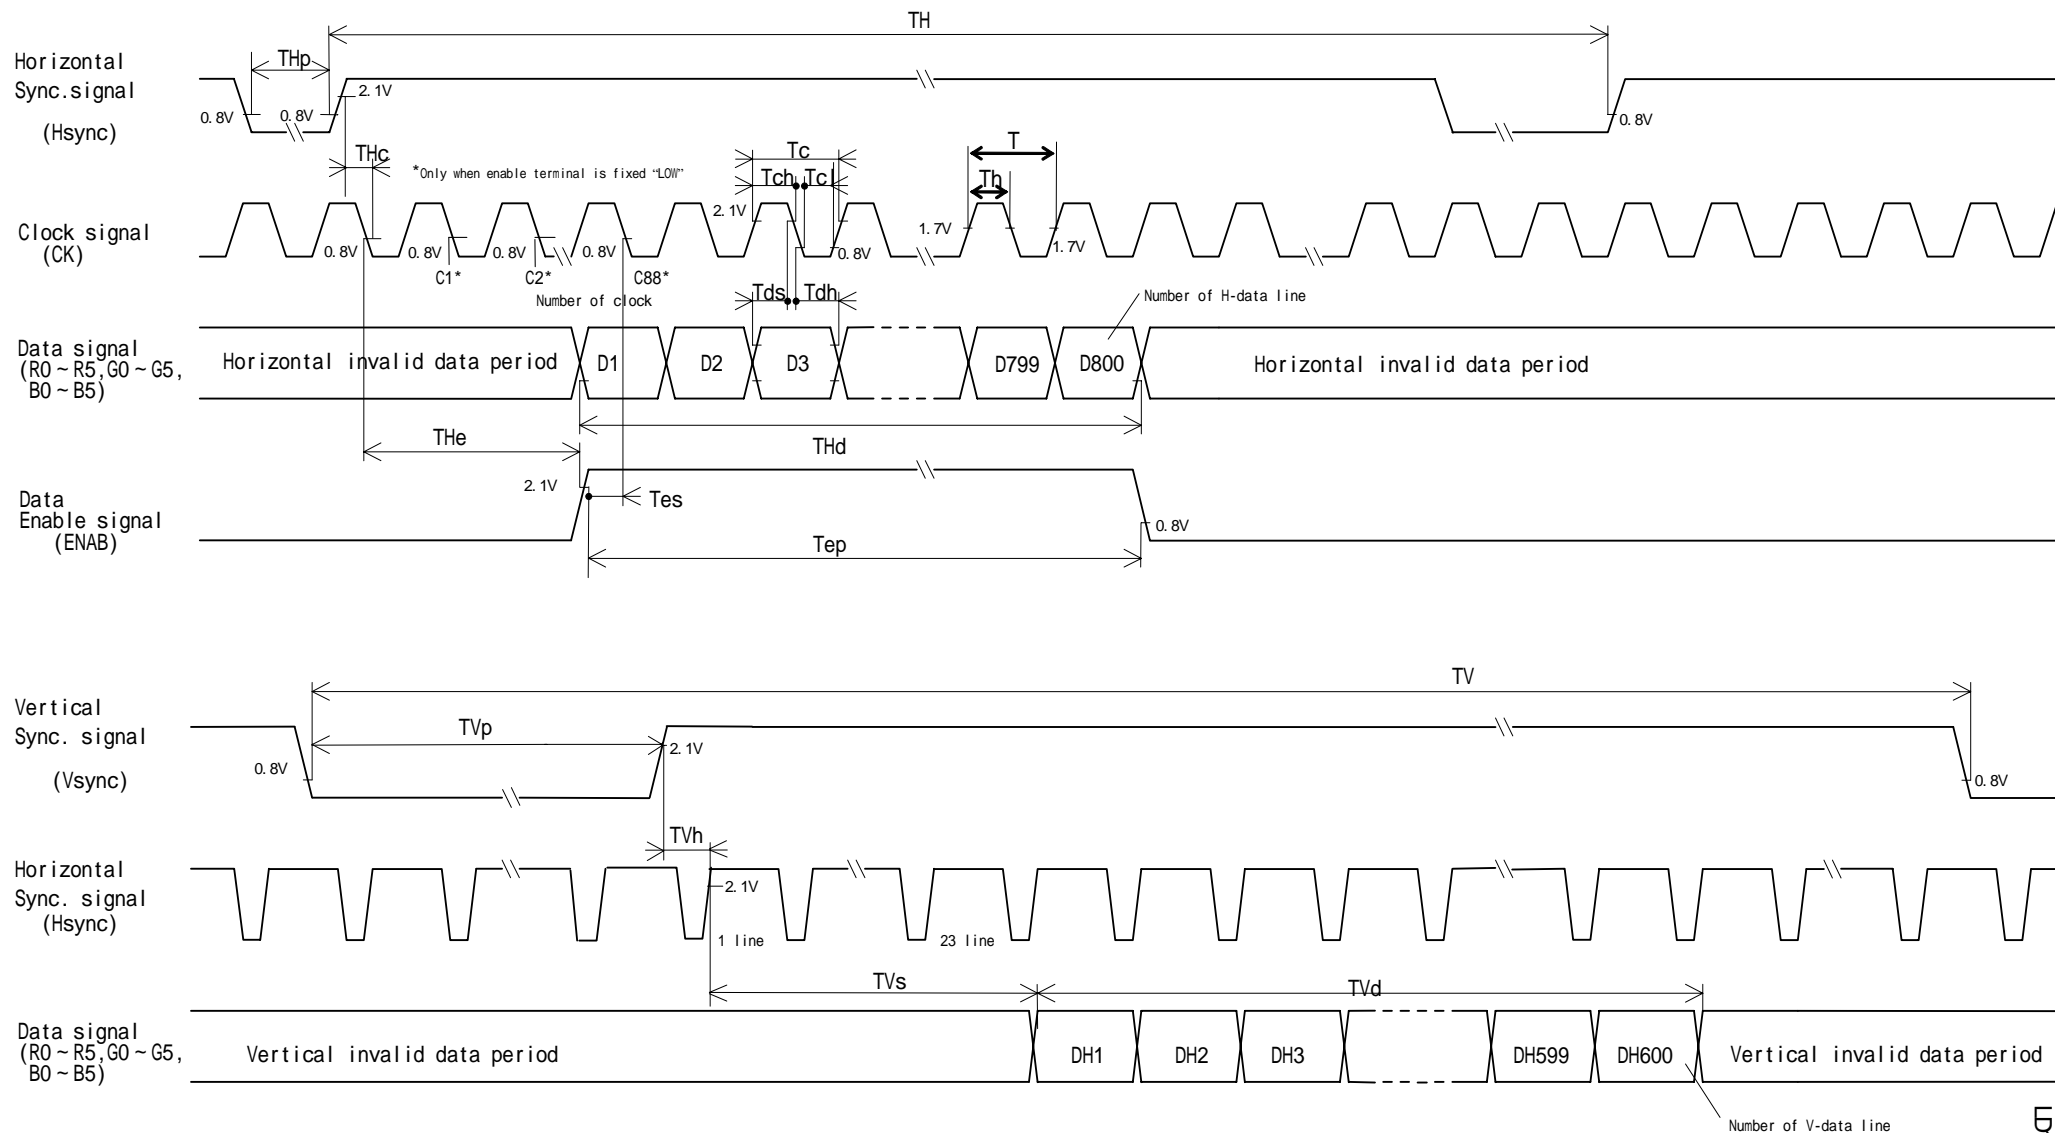 TH
Horizontal
Sync.signal
(Hsync)
THp
2.1V
0.8V
0.8V
0.8V
THc
*Only when enable terminal is fixed “LOW”
Tc
Tch
Tcl
T
Th
Clock signal
(CK)
2.1V
1.7V
0.8V
0.8V
0.8V
0.8V
0.8V
1.7V
C1*
C2*
C88*
Number of clock
Tds
Tdh
Number of H-data line
Data signal
(R0~R5,G0~G5,
B0~B5)
Horizontal invalid data period
D1
D2
D3
D799
D800
Horizontal invalid data period
THe
THd
2.1V
Tes
Data
Enable signal
(ENAB)
0.8V
Tep
TV
Vertical
Sync. signal
(Vsync)
TVp
2.1V
0.8V
0.8V
TVh
Horizontal
Sync. signal
(Hsync)
2.1V
1 line
23 line
TVs
TVd
Data signal
(R0~R5,G0~G5,
B0~B5)
Vertical invalid data period
DH1
DH2
DH3
DH599
DH600
Vertical invalid data period
Number of V-data line